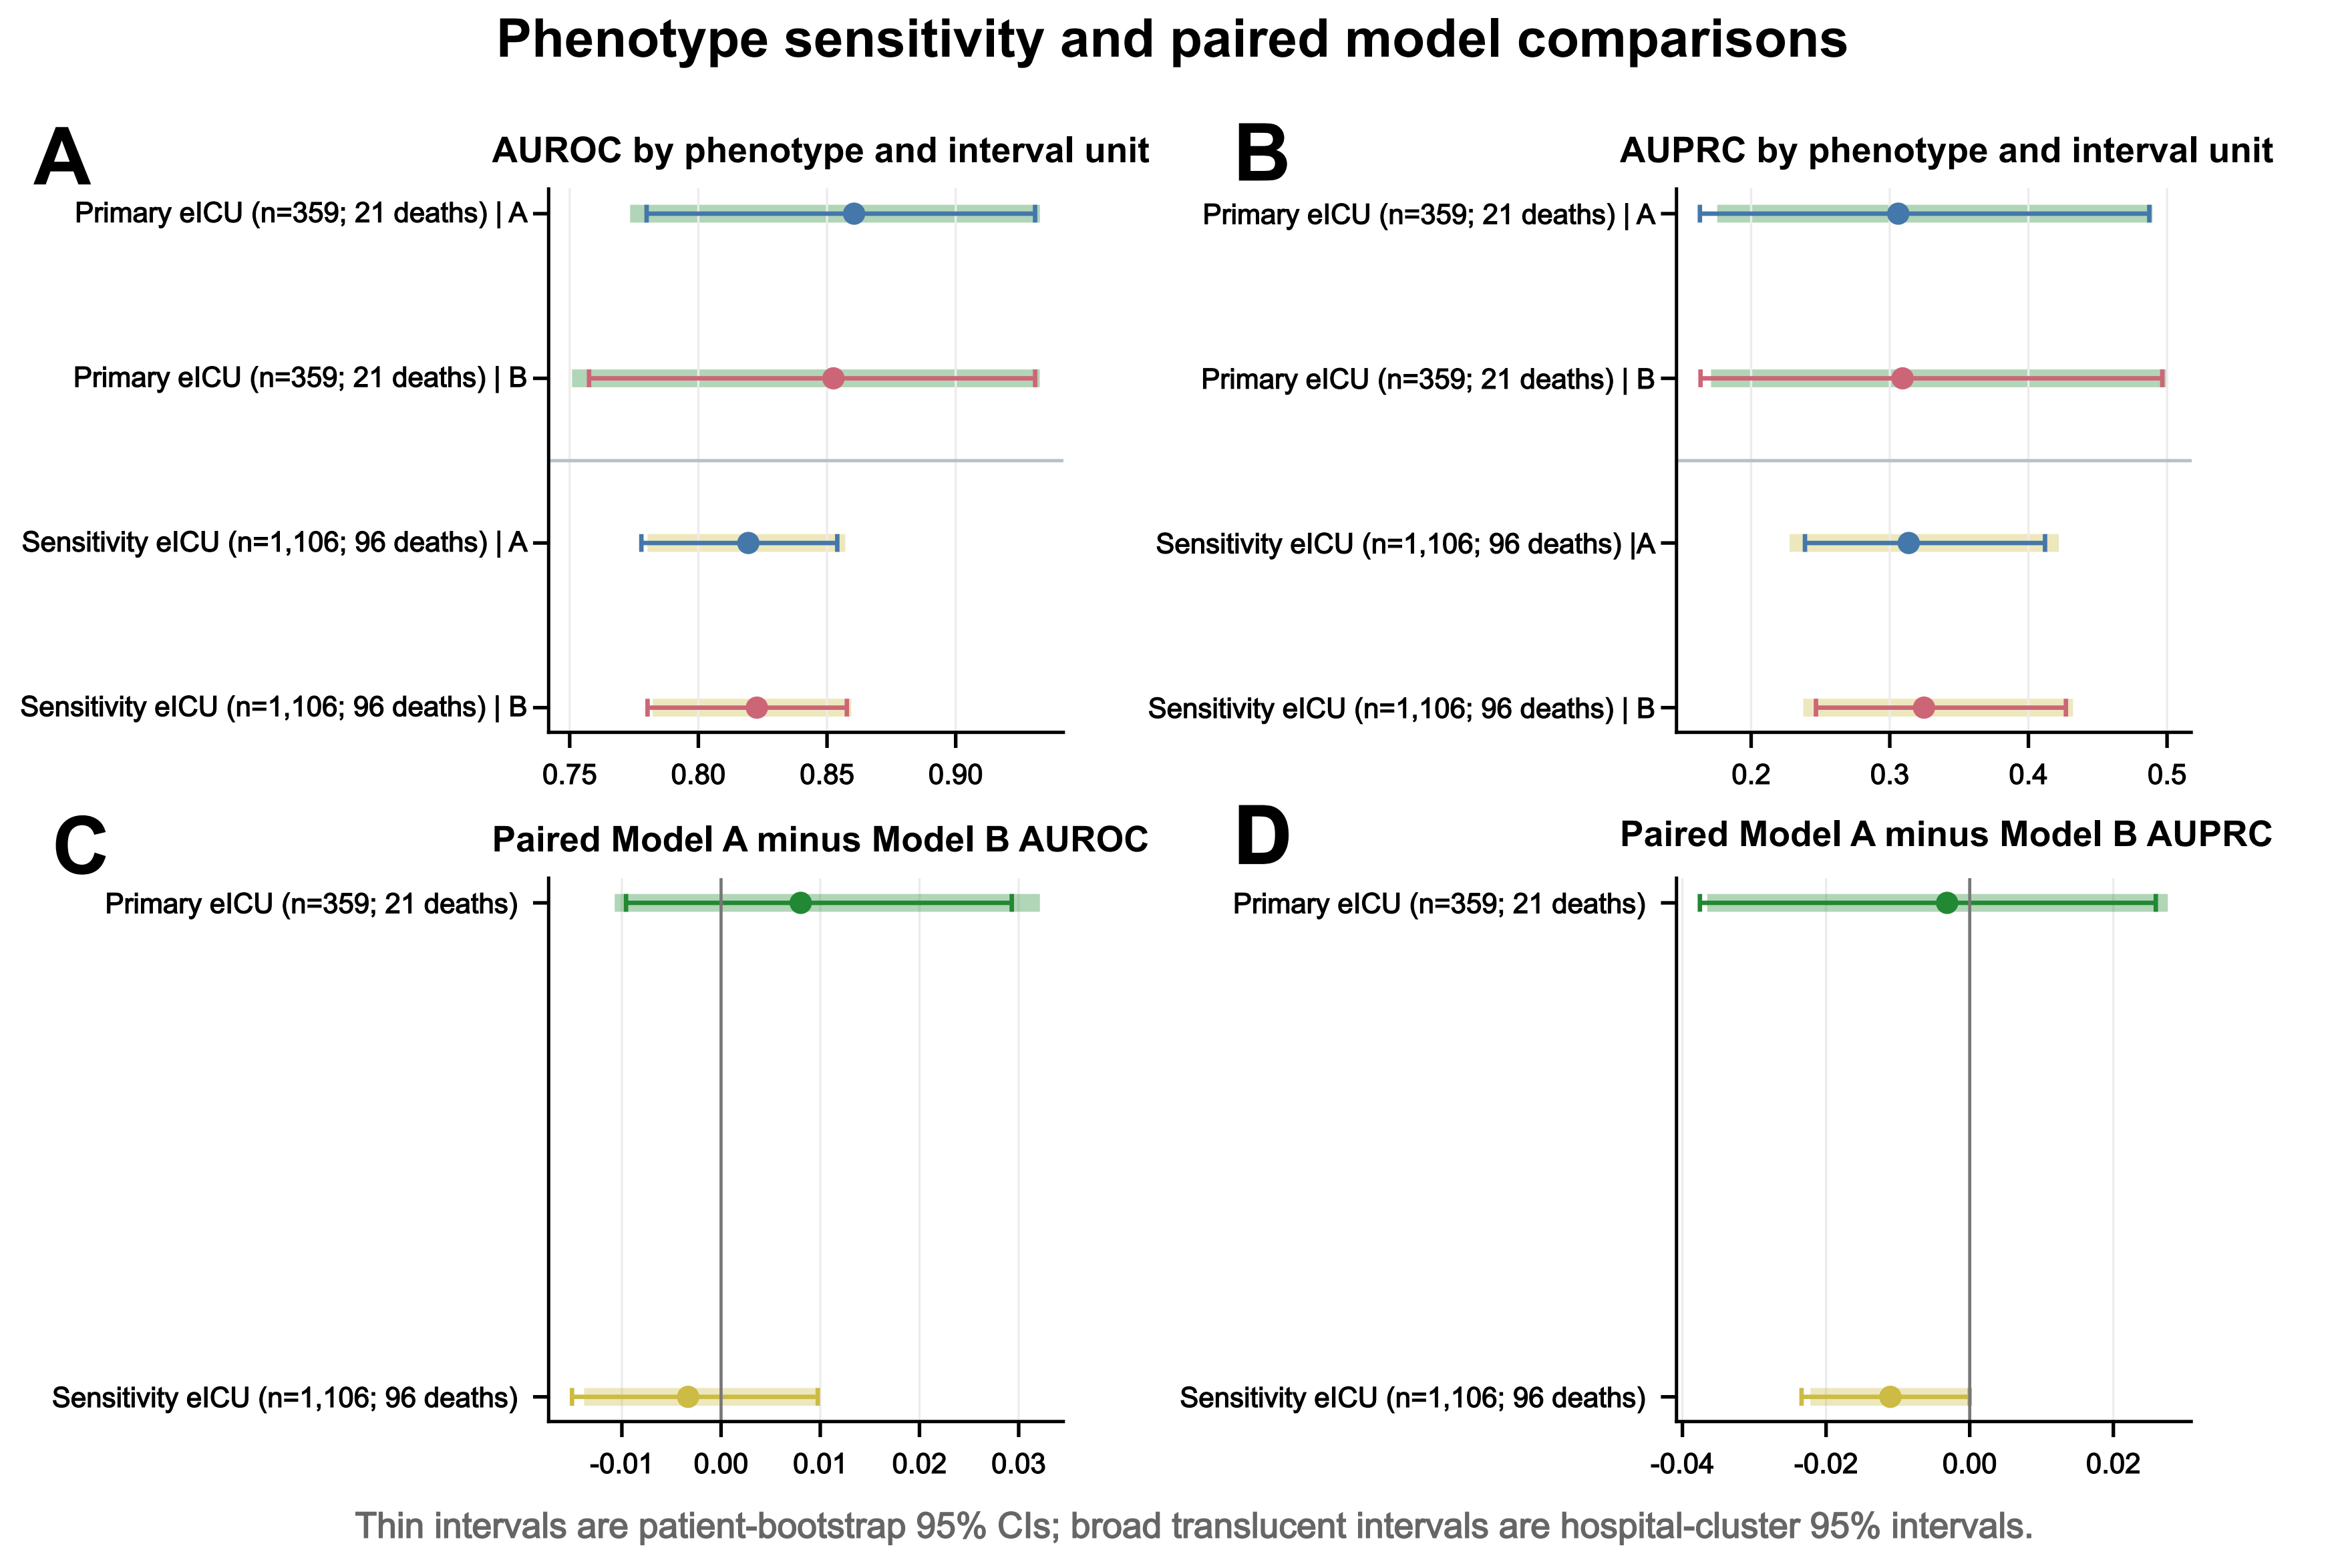 Phenotype sensitivity and paired model comparisons
A
AUROC by phenotype and interval unit
Primary eICU (n=359; 21 deaths) | A
Primary eICU (n=359; 21 deaths) | B
Sensitivity eICU (n=1,106; 96 deaths) | A
Sensitivity eICU (n=1,106; 96 deaths) | B
0.75 0.80 0.85 0.90
B
AUPRC by phenotype and interval unit
Primary eICU (n=359; 21 deaths) | A
Primary eICU (n=359; 21 deaths) | B
Sensitivity eICU (n=1,106; 96 deaths) |A
Sensitivity eICU (n=1,106; 96 deaths) | B
0.2 0.3 0.4 0.5
C
Paired Model A minus Model B AUROC
Primary eICU (n=359; 21 deaths)
Sensitivity eICU (n=1,106; 96 deaths)
-0.01 0.00 0.01 0.02 0.03
D
Paired Model A minus Model B AUPRC
Primary eICU (n=359; 21 deaths)
Sensitivity eICU (n=1,106; 96 deaths)
-0.04 -0.02 0.00 0.02
Thin intervals are patient-bootstrap 95% CIs; broad translucent intervals are hospital-cluster 95% intervals.